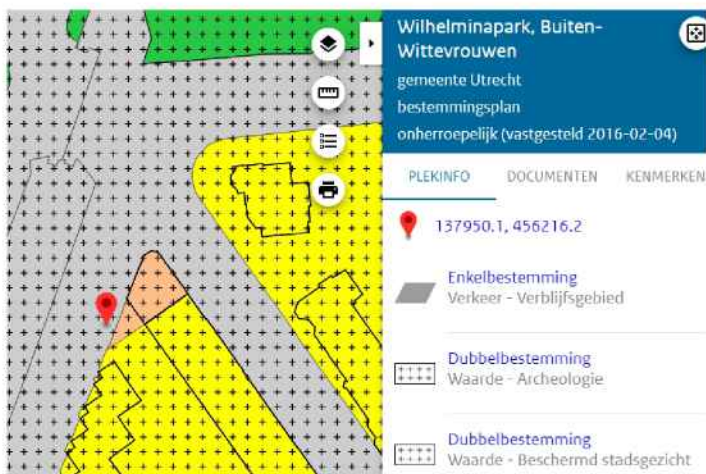 Wilhelminapark, Buiten-
Wittevrouwen
gemeente Utrecht
bestemmingsplan
onherroepelijk (vastgesteld 2016-02-04)
PLEKINFO DOCUMENTEN KENMERKEN
137950.1, 456216.2
Enkelbestemming
Verkeer - Verblijfsgebied
Dubbelbestemming
Waarde - Archeologie
Dubbelbestemming
Waarde - Beschermd stadsgezicht